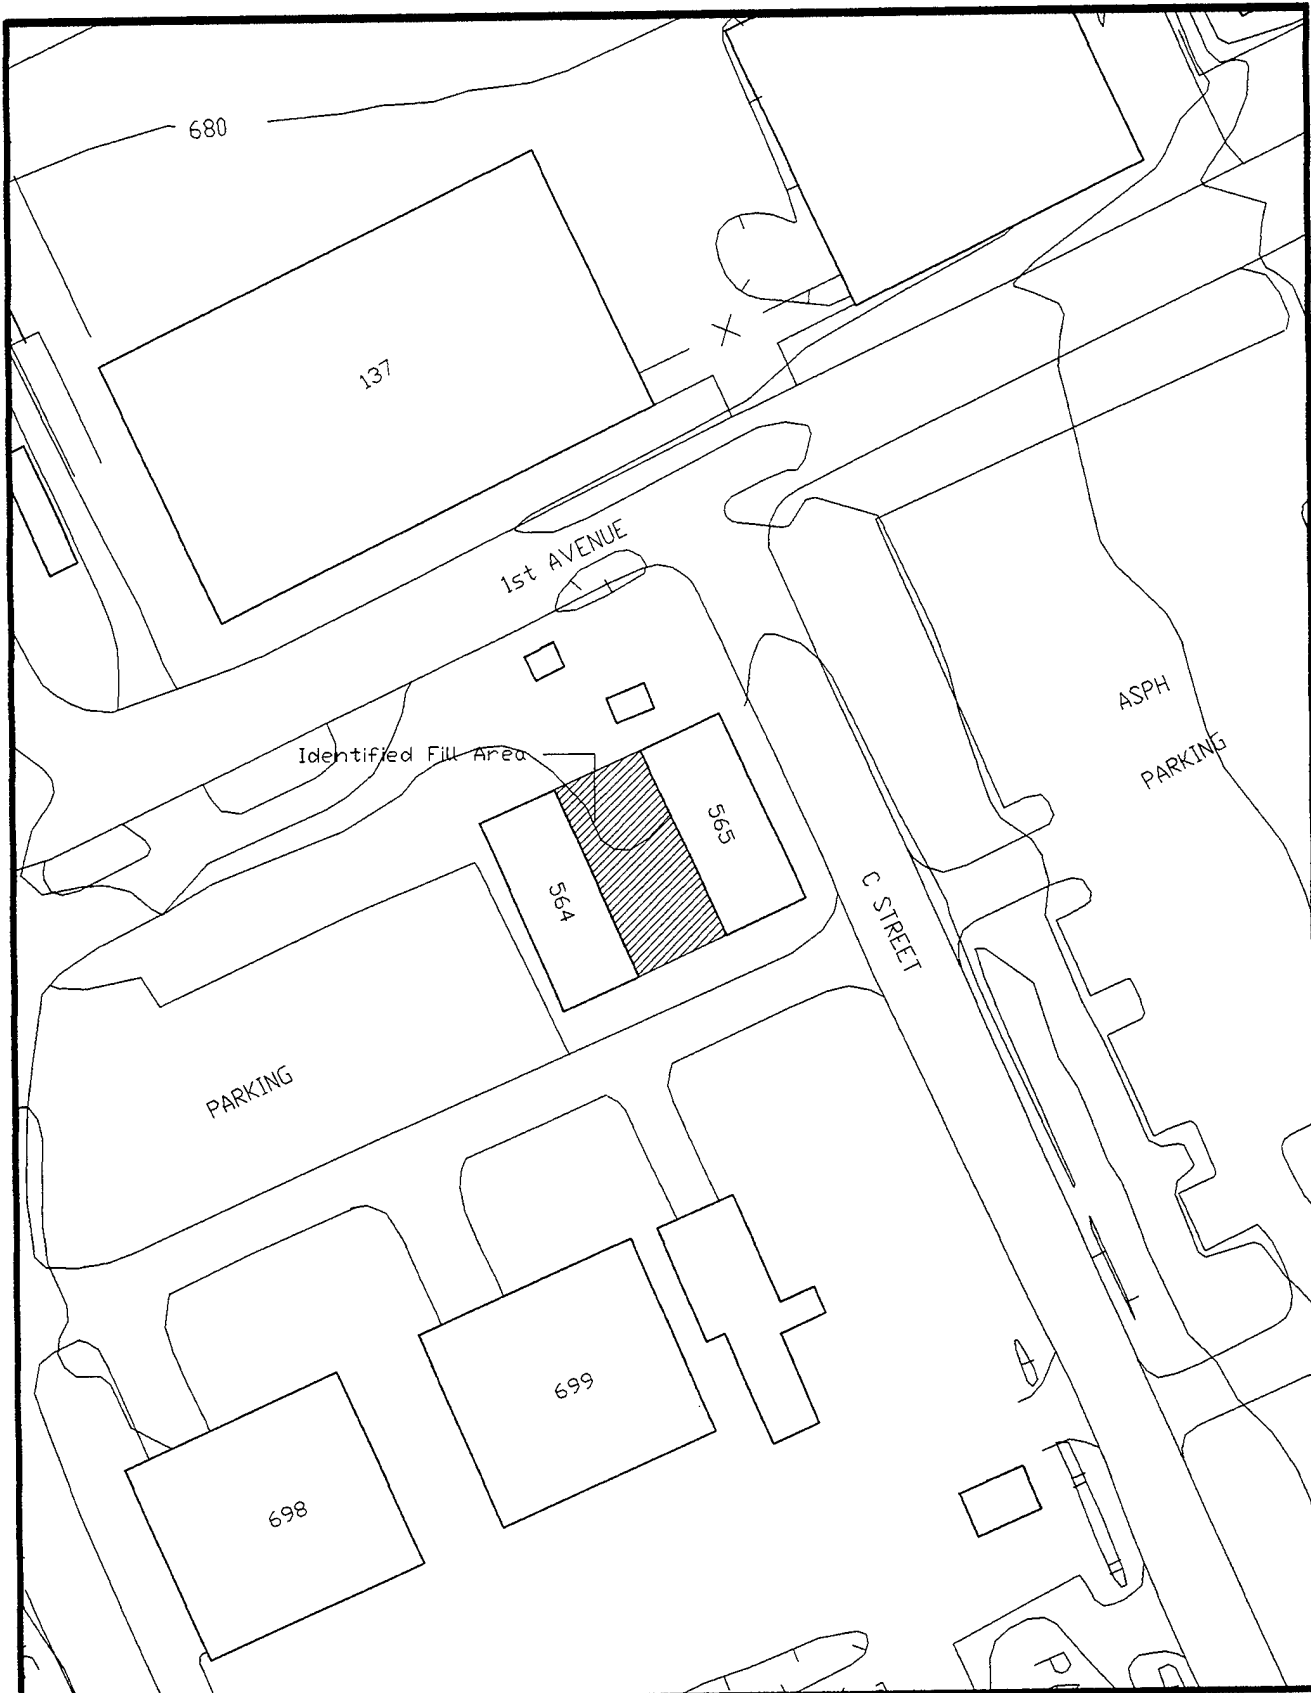 680
137
1st AVENUE
ASPH
PARKING
Identified Fill Area
565
564
C STREET
PARKING
699
698